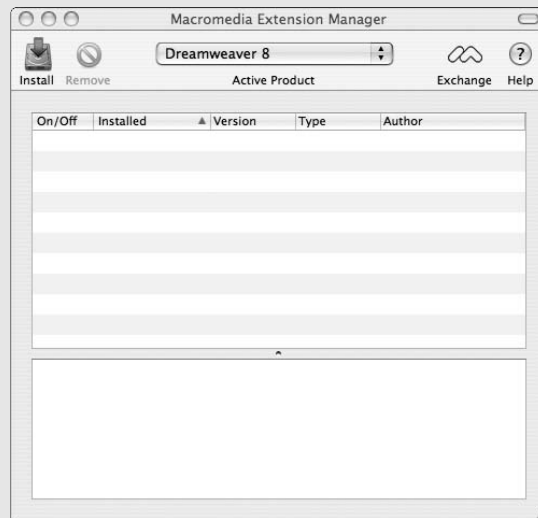 Macromedia Extension Manager
Install
Remove
Dreamweaver 8
Active Product
Exchange
? Help
On/Off
Installed
Version
Type
Author